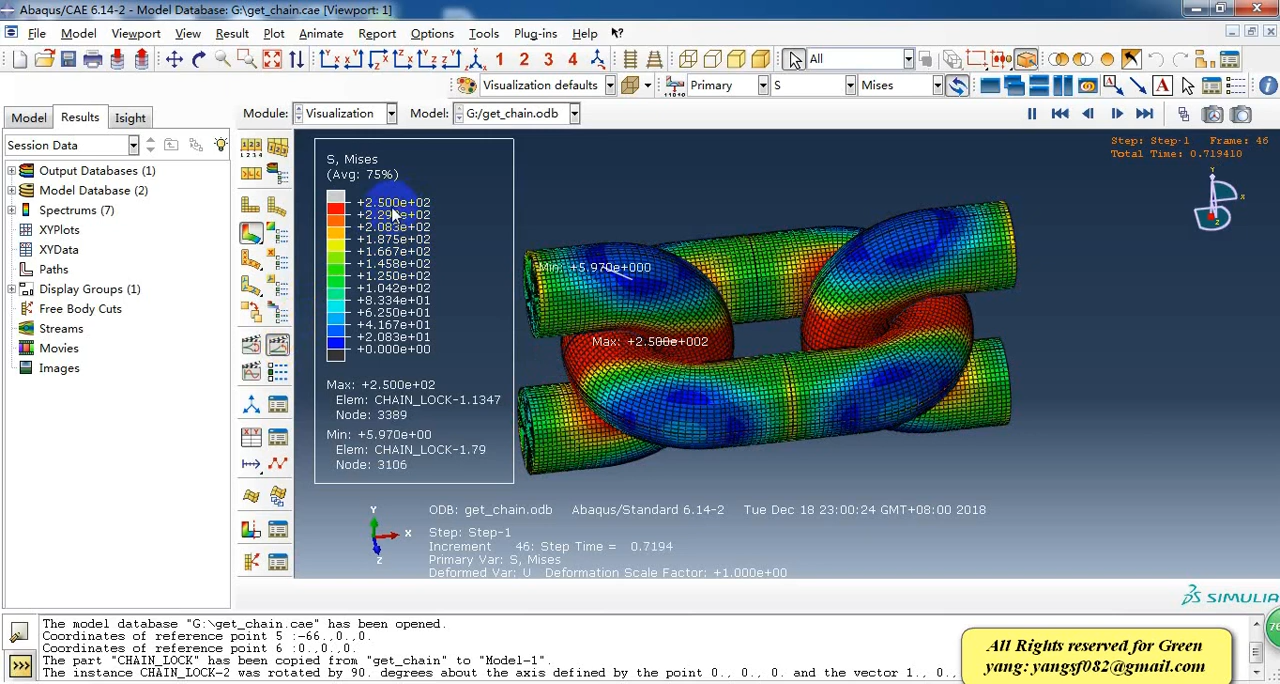 Abaqus/CAE 6.14-2 - Model Database: G:\get_chain.cae [Viewport: 1]
File Model Viewport View Result Plot Animate Report Options Tools Plug-ins Help
1 2 3 4 All
Visualization defaults Primary S Mises
Model Results Isight Module: Visualization Model: G:/get_chain.odb
Session Data
Output Databases (1)
Model Database (2)
Spectrums (7)
XYPlots
XYData
Paths
Display Groups (1)
Free Body Cuts
Streams
Movies
Images
Step: Step-1 Frame: 46
Total Time: 0.719410
S, Mises
(Avg: 75%)
+2.500e+02
+2.083e+02
+1.875e+02
+1.667e+02
+1.458e+02
+1.250e+02
+1.042e+02
+8.334e+01
+6.250e+01
+4.167e+01
+2.083e+01
+0.000e+00
Max: +2.500e+02
Elem: CHAIN_LOCK-1.1347
Node: 3389
Min: +5.970e+00
Elem: CHAIN_LOCK-1.79
Node: 3106
Min: +5.970e+000
Max: +2.500e+002
Y
X
Z
ODB: get_chain.odb Abaqus/Standard 6.14-2 Tue Dec 18 23:00:24 GMT+08:00 2018
Step: Step-1
Increment 46: Step Time = 0.7194
Primary Var: S, Mises
Deformed Var: U Deformation Scale Factor: +1.000e+00
SIMULIA
The model database "G:\get_chain.cae" has been opened.
Coordinates of reference point 5 :-66.,0.,0.
Coordinates of reference point 6 :0.,0.,0.
The part "CHAIN_LOCK" has been copied from "get_chain" to "Model-1".
The instance CHAIN_LOCK-2 was rotated by 90. degrees about the axis defined by the point 0., 0., 0. and the vector 1., 0.,
All Rights reserved for Green
yang: yangsf082@gmail.com